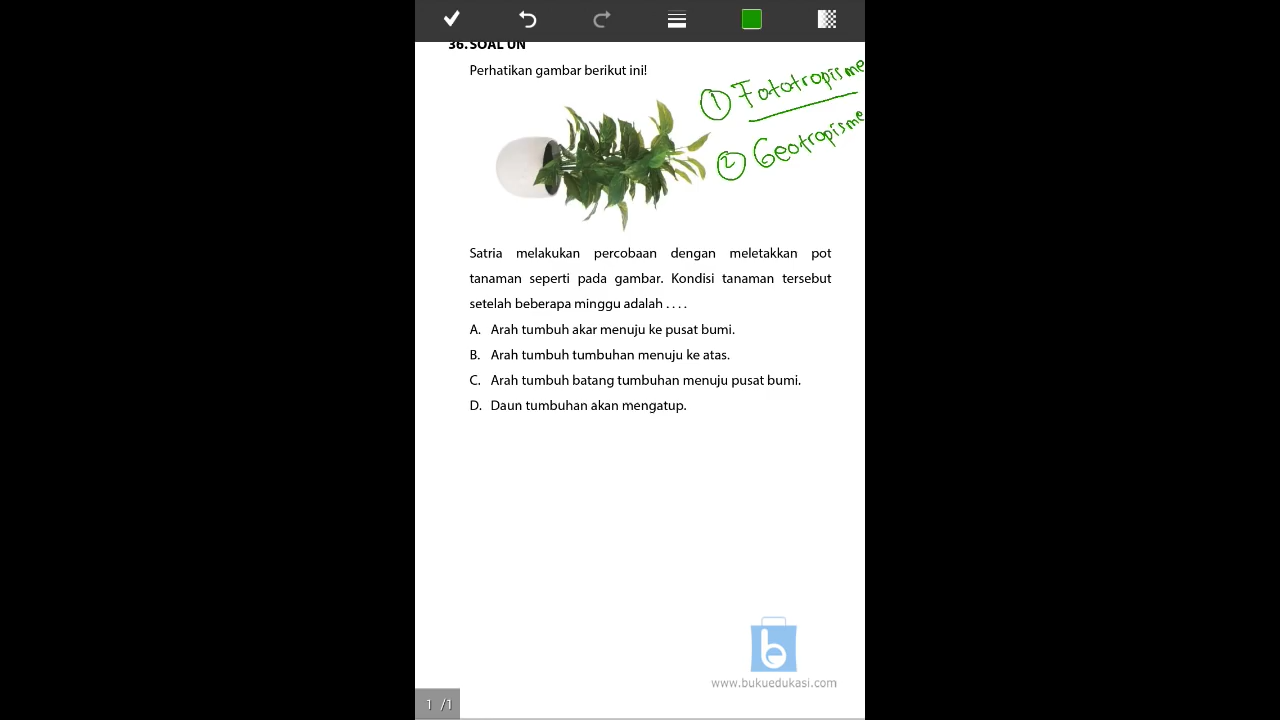 36. SOAL UN
Perhatikan gambar berikut ini!
① Fototropisme
② Geotropisme
Satria melakukan percobaan dengan meletakkan pot
tanaman seperti pada gambar. Kondisi tanaman tersebut
setelah beberapa minggu adalah . . . .
A. Arah tumbuh akar menuju ke pusat bumi.
B. Arah tumbuh tumbuhan menuju ke atas.
C. Arah tumbuh batang tumbuhan menuju pusat bumi.
D. Daun tumbuhan akan mengatup.
b
www.bukuedukasi.com
1 /1